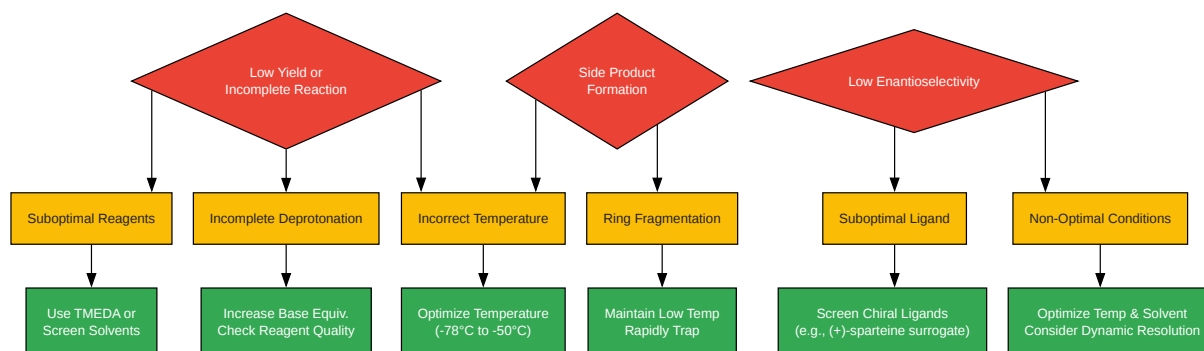 Low Yield or
Incomplete Reaction
Side Product
Formation
Low Enantioselectivity
Suboptimal Reagents
Incomplete Deprotonation
Incorrect Temperature
Ring Fragmentation
Suboptimal Ligand
Non-Optimal Conditions
Use TMEDA or
Screen Solvents
Increase Base Equiv.
Check Reagent Quality
Optimize Temperature
(-78°C to -50°C)
Maintain Low Temp
Rapidly Trap
Screen Chiral Ligands
(e.g., (+)-sparteine surrogate)
Optimize Temp & Solvent
Consider Dynamic Resolution